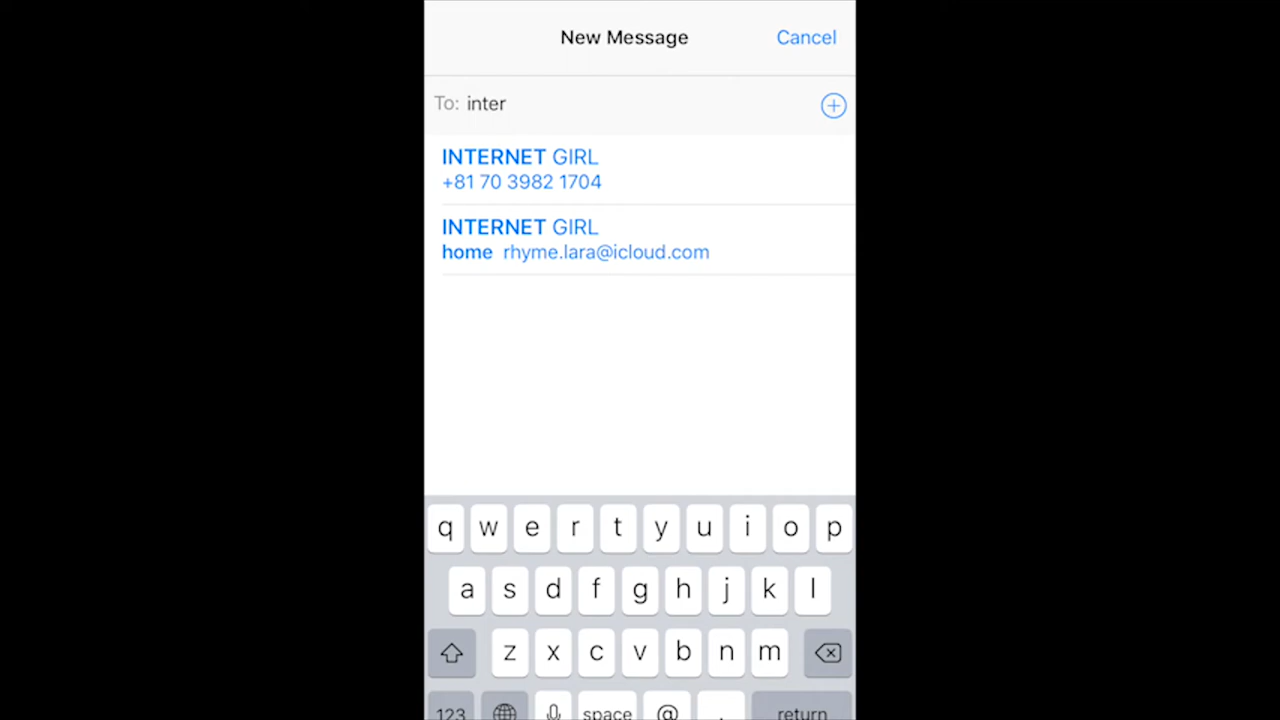 New Message Cancel
To: inter
INTERNET GIRL
+81 70 3982 1704
INTERNET GIRL
home rhyme.lara@icloud.com
q w e r t y u i o p
a s d f g h j k l
z x c v b n m
123 space @ . return